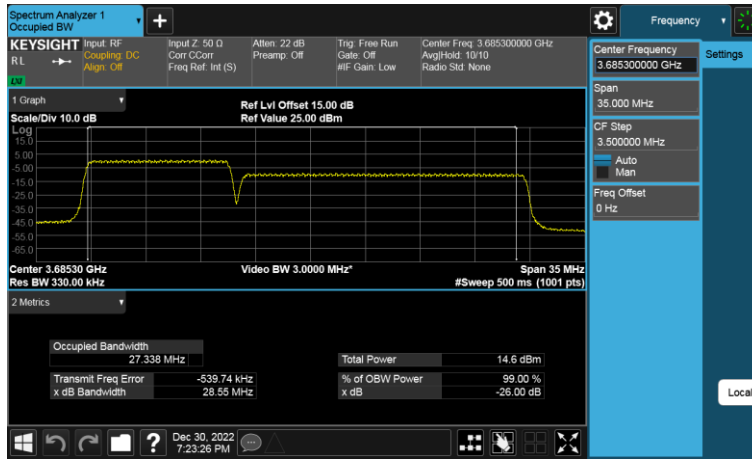 Spectrum Analyzer 1
Occupied BW
Frequency
KEYSIGHT
RL
LXI
Input: RF
Coupling: DC
Align: Off
Input Z: 50 Ω
Corr CCorr
Freq Ref: Int (S)
Atten: 22 dB
Preamp: Off
Trig: Free Run
Gate: Off
#IF Gain: Low
Center Freq: 3.685300000 GHz
Avg|Hold: 10/10
Radio Std: None
Center Frequency
3.685300000 GHz
Settings
Span
35.000 MHz
CF Step
3.500000 MHz
Auto
Man
Freq Offset
0 Hz
1 Graph
Scale/Div 10.0 dB
Ref Lvl Offset 15.00 dB
Ref Value 25.00 dBm
Log
15.0
5.00
-5.00
-15.0
-25.0
-35.0
-45.0
-55.0
-65.0
Center 3.68530 GHz
Res BW 330.00 kHz
Video BW 3.0000 MHz*
Span 35 MHz
#Sweep 500 ms (1001 pts)
2 Metrics
Occupied Bandwidth
27.338 MHz
Total Power 14.6 dBm
Transmit Freq Error -539.74 kHz
% of OBW Power 99.00 %
x dB Bandwidth 28.55 MHz
x dB -26.00 dB
Local
?
Dec 30, 2022
7:23:26 PM